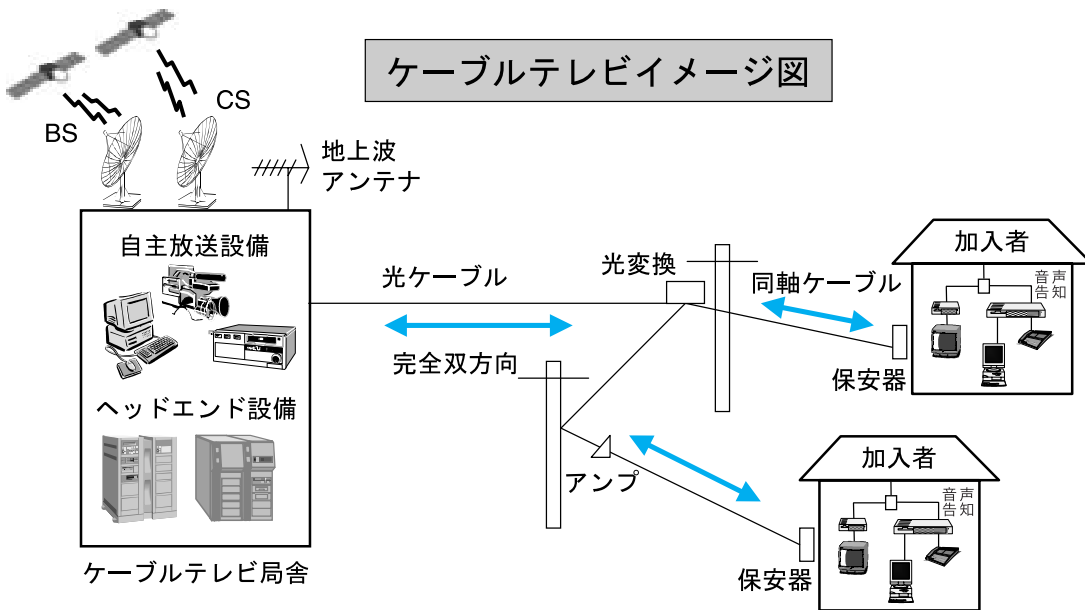 ケーブルテレビイメージ図
BS
CS
地上波
アンテナ
自主放送設備
ヘッドエンド設備
ケーブルテレビ局舎
光ケーブル
完全双方向
光変換
同軸ケーブル
アンプ
保安器
加入者
音声
告知
保安器
加入者
音声
告知